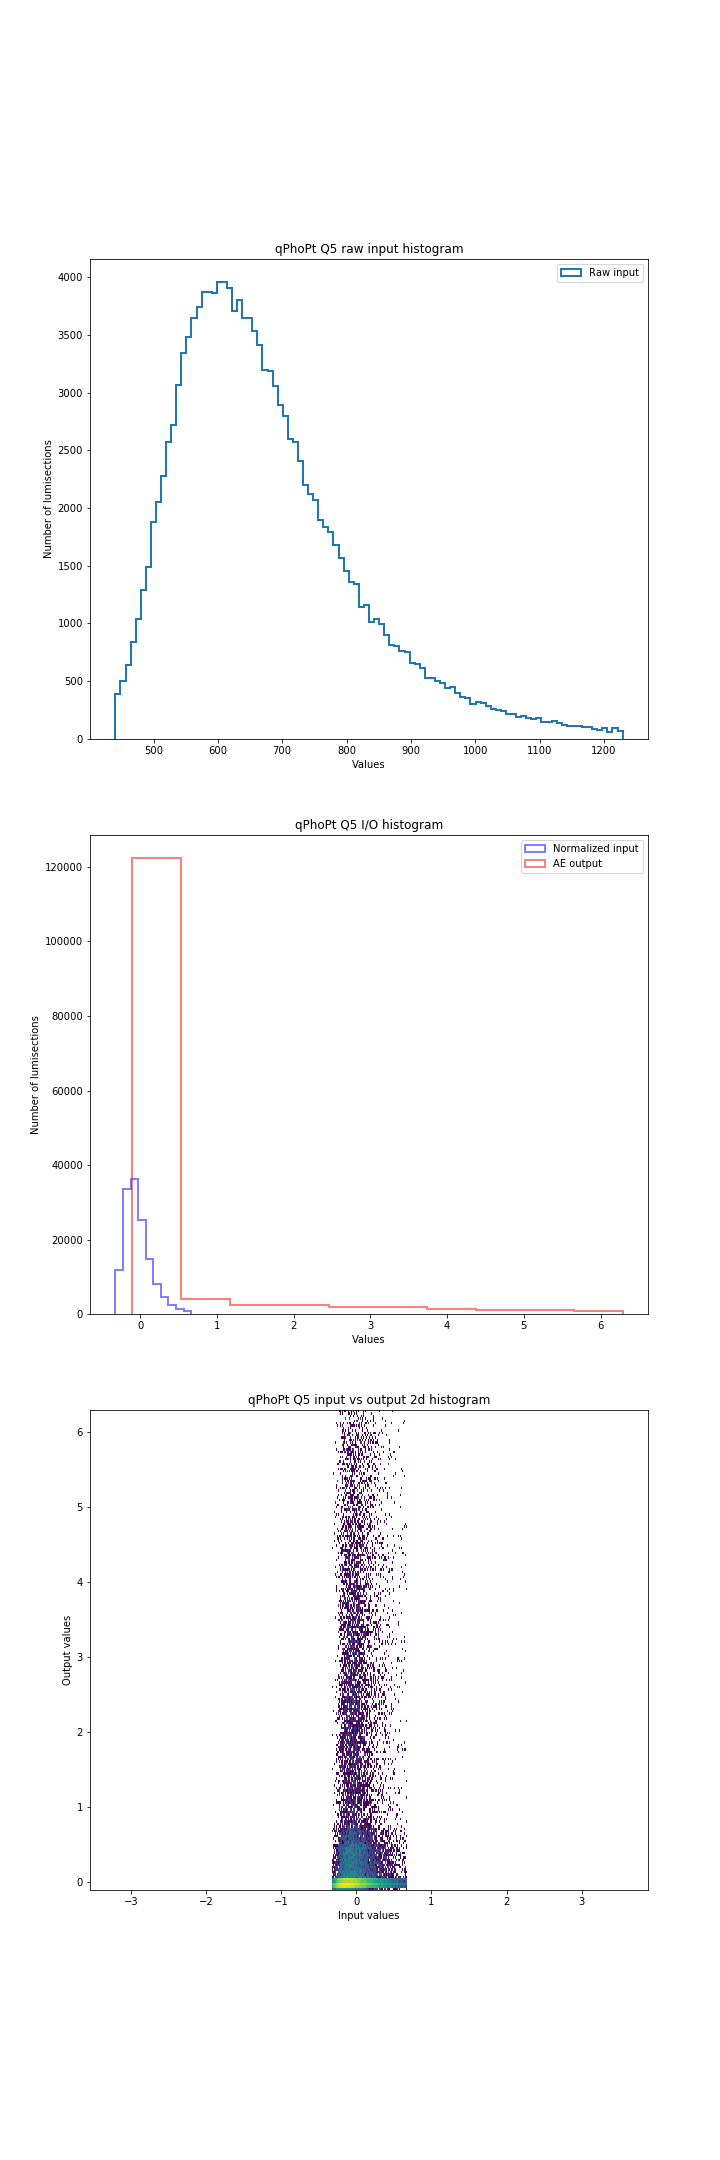 qPhoPt Q5 raw input histogram
Raw input
4000
3500
3000
2500
2000
1500
1000
500
0
Number of lumisections
500 600 700 800 900 1000 1100 1200
Values
qPhoPt Q5 I/O histogram
Normalized input
AE output
120000
100000
80000
60000
40000
20000
0
Number of lumisections
0 1 2 3 4 5 6
Values
qPhoPt Q5 input vs output 2d histogram
6
5
4
3
2
1
0
Output values
−3 −2 −1 0 1 2 3
Input values